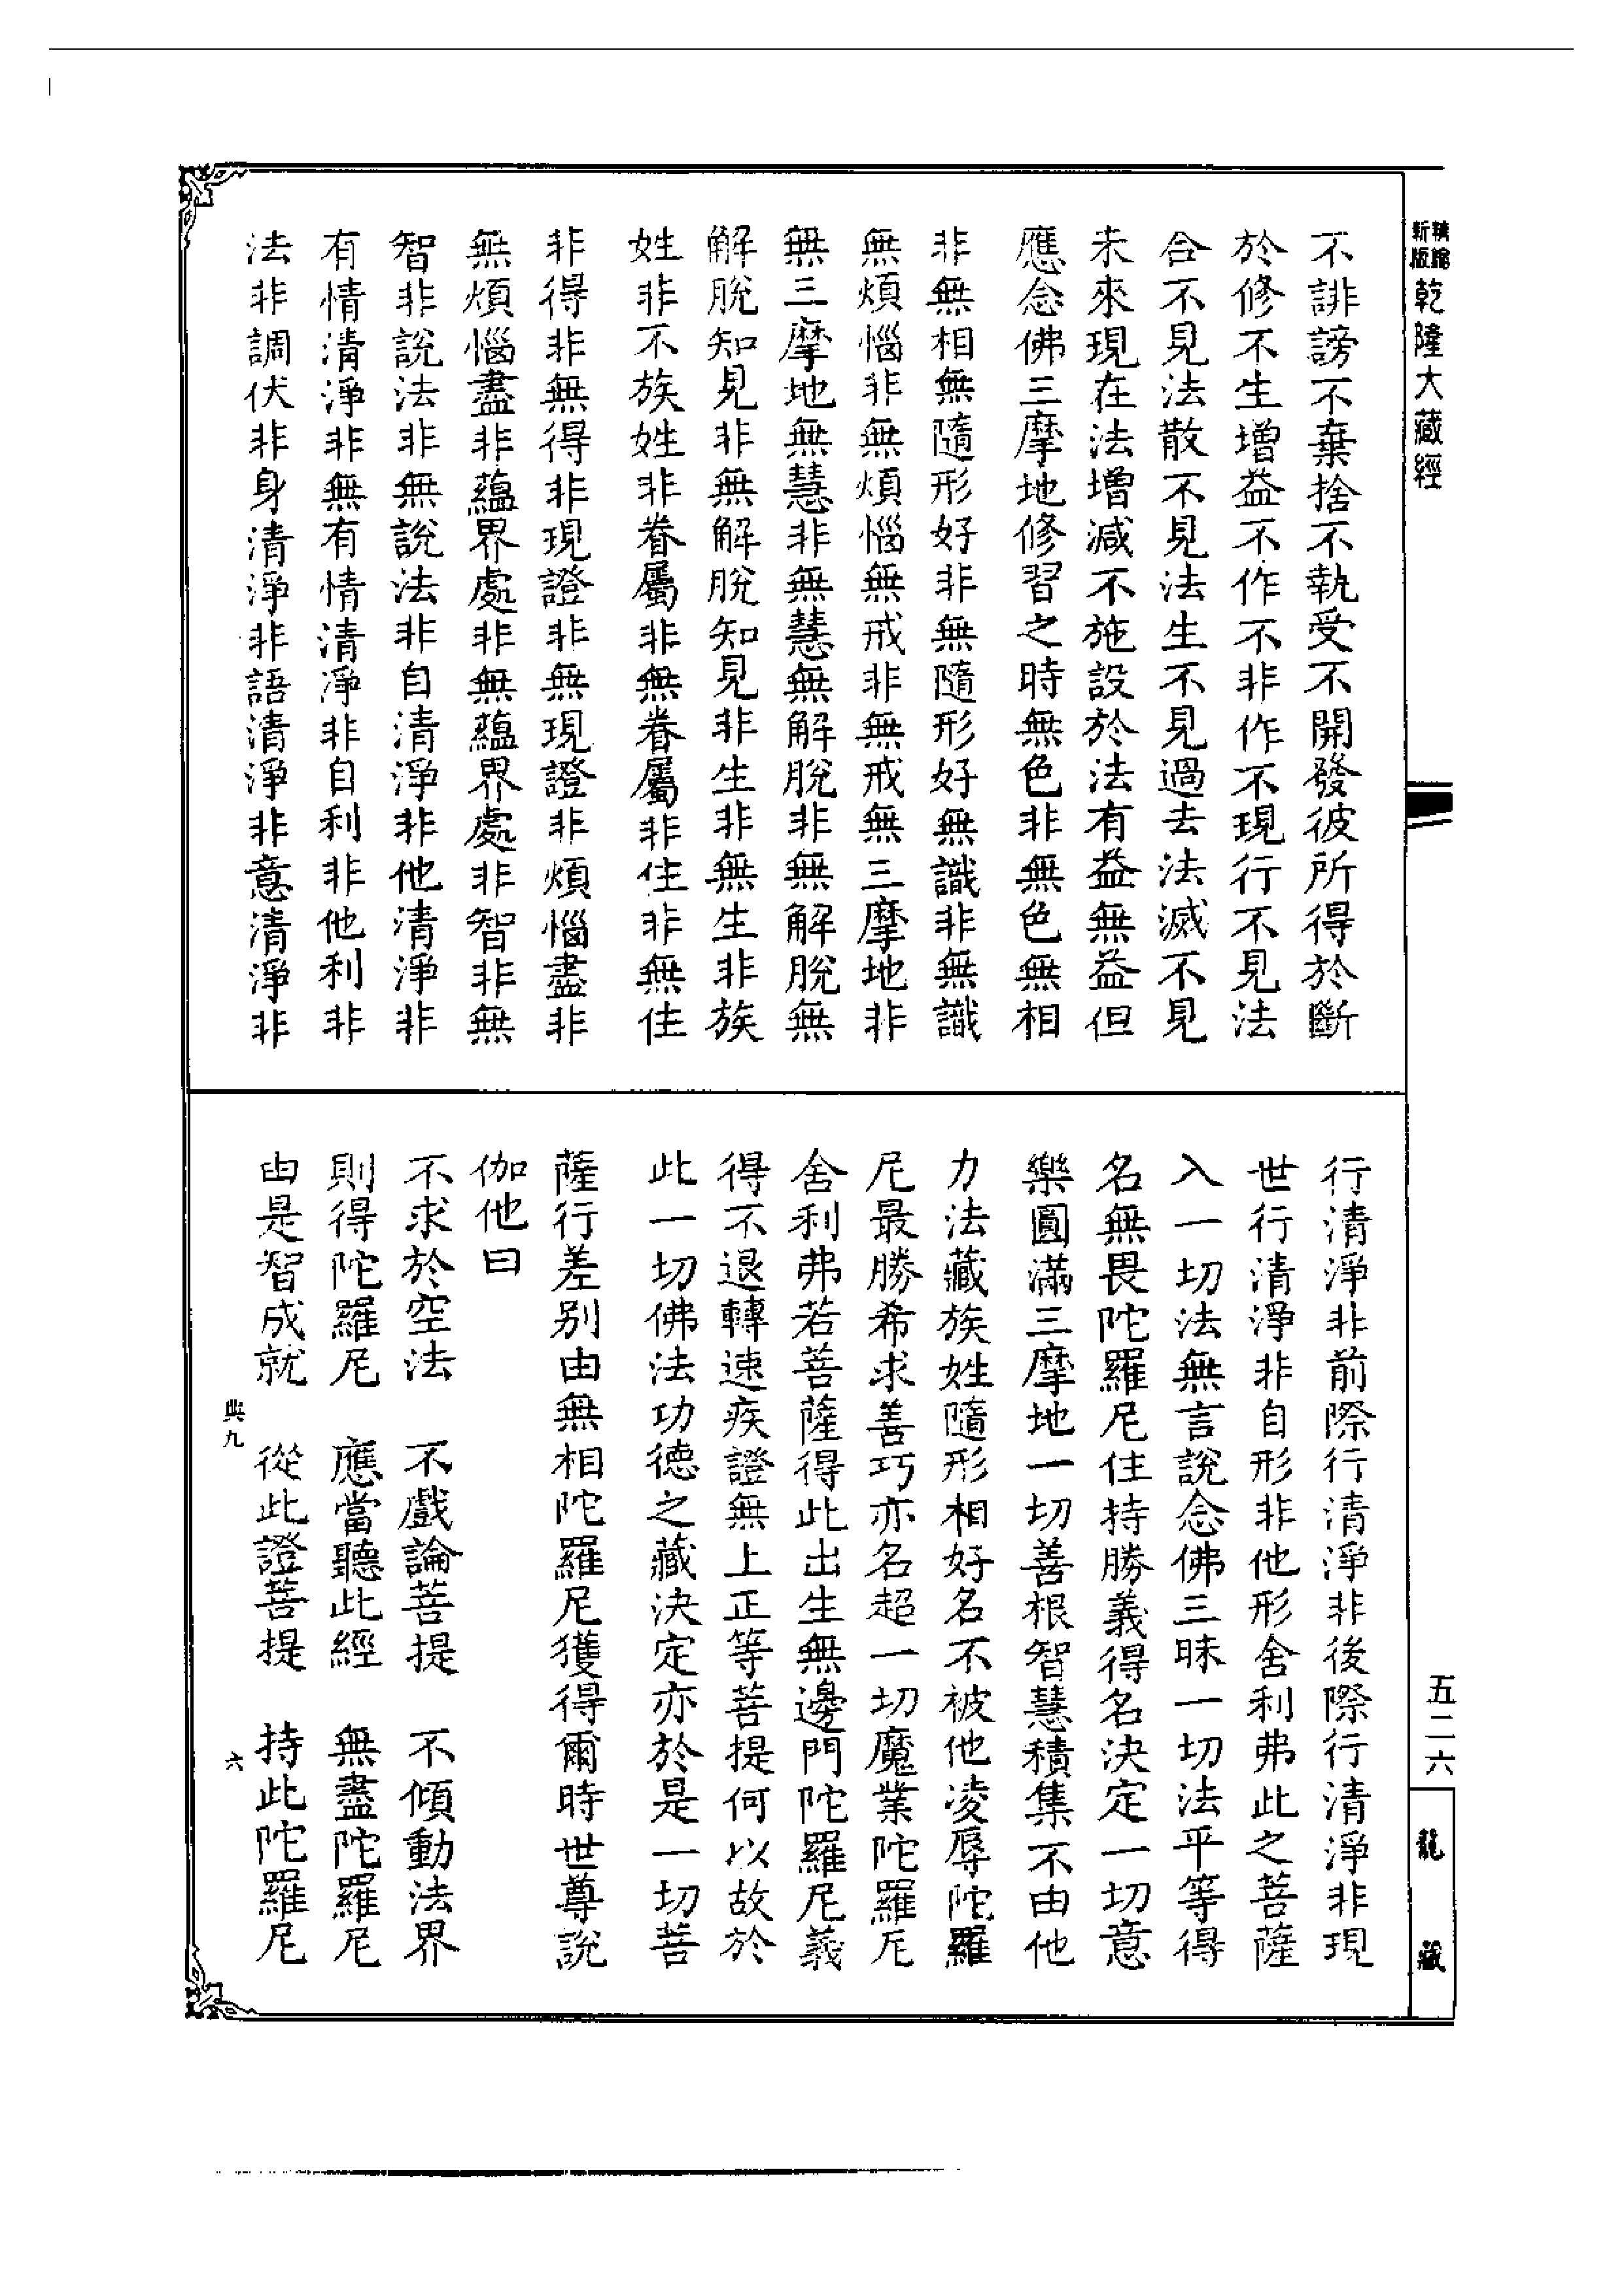 新版
精縮
乾隆大藏經
不誹謗不棄捨不執受不開發彼所得於斷
於修不生增益不作不非作不現行不見法
合不見法散不見法生不見過去法滅不見
未來現在法增減不施設於法有益無益但
應念佛三摩地修習之時無色非無色無相
非無相無隨形好非無隨形好無識非無識
無煩惱非無煩惱無戒非無戒無三摩地非
無三摩地無慧非無慧無解脫非無解脫無
解脫知見非無解脫知見非生非無生非族
姓非不族姓非眷屬非無眷屬非住非無住
非得非無得非現證非無現證非煩惱盡非
無煩惱盡非蘊界處非無蘊界處非智非無
智非說法非無說法非自清淨非他清淨非
有情清淨非無有情清淨非自利非他利非
法非調伏非身清淨非語清淨非意清淨非
行清淨非前際行清淨非後際行清淨非現
世行清淨非自形非他形舍利弗此之菩薩
入一切法無言說念佛三昧一切法平等得
名無畏陀羅尼住持勝義得名決定一切意
樂圓滿三摩地一切善根智慧積集不由他
力法藏族姓隨形相好名不被他凌辱陀羅
尼最勝希求善巧亦名超一切魔業陀羅尼
舍利弗若菩薩得此出生無邊門陀羅尼義
得不退轉速疾證無上正等菩提何以故於
此一切佛法功德之藏決定亦於是一切菩
薩行差別由無相陀羅尼獲得爾時世尊說
伽他曰
不求於空法　不戲論菩提　不傾動法界
則得陀羅尼　應當聽此經　無盡陀羅尼
由是智成就　從此證菩提　持此陀羅尼
典九
六
五二六
龍藏